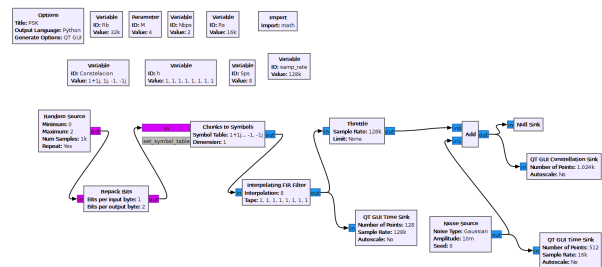 Options
Title: PSK
Output Language: Python
Generate Options: QT GUI
Variable
ID: Rb
Value: 32k
Parameter
ID: M
Value: 4
Variable
ID: Nbps
Value: 2
Variable
ID: Rs
Value: 16k
Import
Import: math
Variable
ID: Constelacion
Value: 1+1j, 1j, -1, -1j
Variable
ID: h
Value: 1, 1, 1, 1, 1, 1, 1, 1
Variable
ID: Sps
Value: 8
Variable
ID: samp_rate
Value: 128k
Random Source
Minimum: 0
Maximum: 2
Num Samples: 1k
Repeat: Yes
out
in
Repack Bits
Bits per input byte: 1
Bits per output byte: 2
out
in
set_symbol_table
Chunks to Symbols
Symbol Table: 1+1j,... -1, -1j
Dimension: 1
out
in
Interpolating FIR Filter
Interpolation: 8
Taps: 1, 1, 1, 1, 1, 1, 1, 1
out
in
Throttle
Sample Rate: 128k
Limit: None
out
in
QT GUI Time Sink
Number of Points: 128
Sample Rate: 128k
Autoscale: No
in0
in1
Add
out
in
Null Sink
in
QT GUI Constellation Sink
Number of Points: 1.024k
Autoscale: No
Noise Source
Noise Type: Gaussian
Amplitude: 10m
Seed: 0
out
in
QT GUI Time Sink
Number of Points: 512
Sample Rate: 16k
Autoscale: No